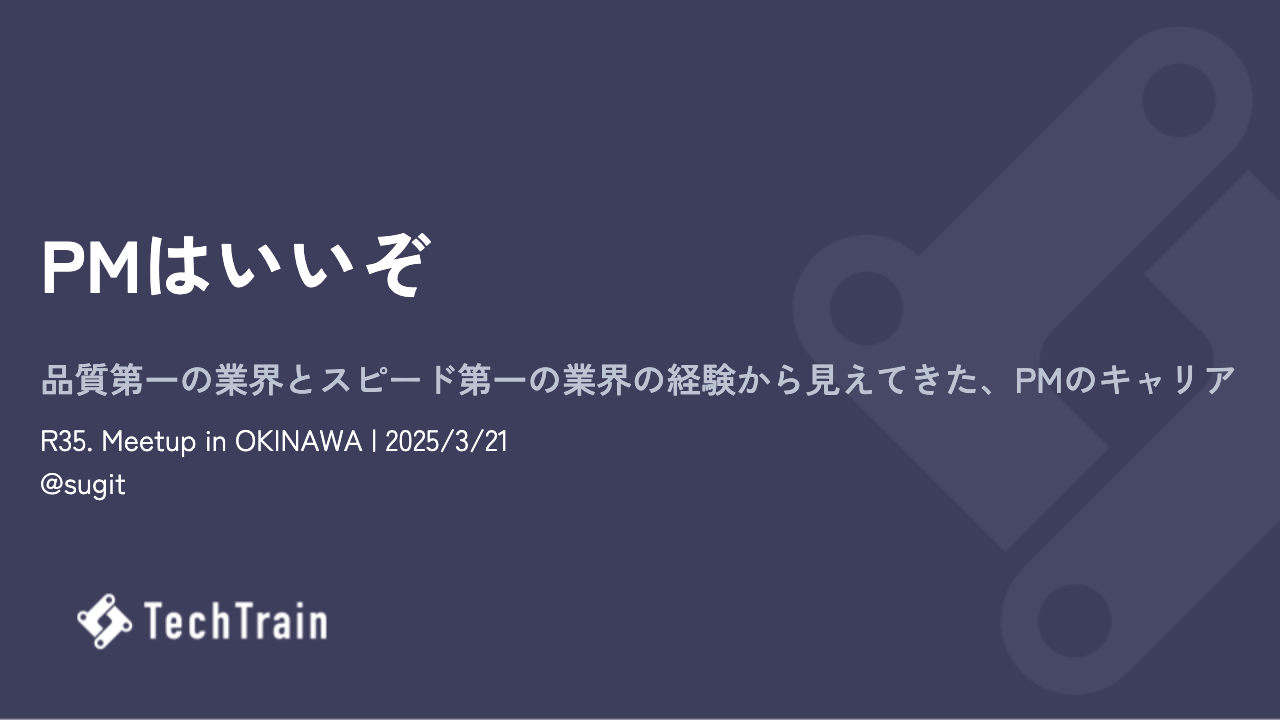 PMはいいぞ
品質第一の業界とスピード第一の業界の経験から見えてきた、PMのキャリア
R35. Meetup in OKINAWA | 2025/3/21
@sugit
TechTrain